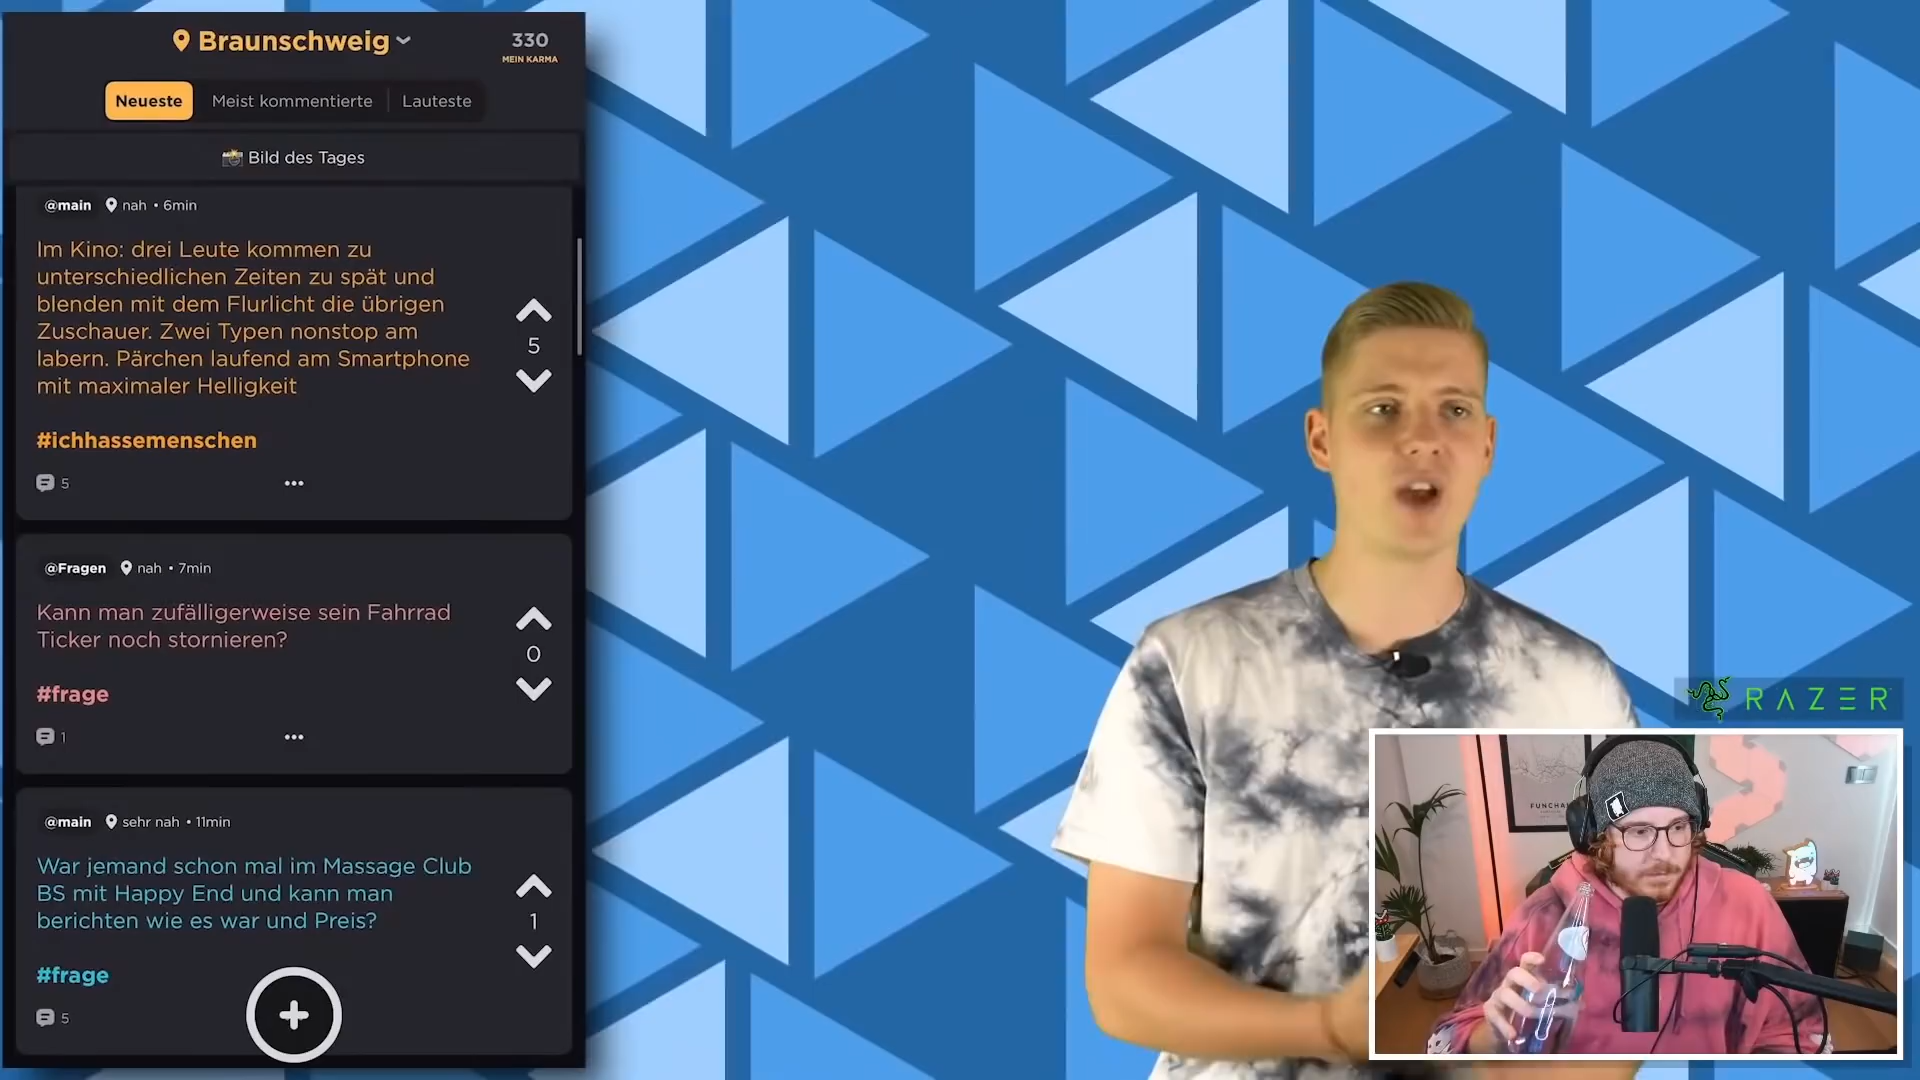 Braunschweig
330
MEIN KARMA
Neueste
Meist kommentierte
Lauteste
Bild des Tages
@main nah • 6min
Im Kino: drei Leute kommen zu
unterschiedlichen Zeiten zu spät und
blenden mit dem Flurlicht die übrigen
Zuschauer. Zwei Typen nonstop am
labern. Pärchen laufend am Smartphone
mit maximaler Helligkeit
5
#ichhassemenschen
5
@Fragen nah • 7min
Kann man zufälligerweise sein Fahrrad
Ticker noch stornieren?
0
#frage
1
@main sehr nah • 11min
War jemand schon mal im Massage Club
BS mit Happy End und kann man
berichten wie es war und Preis?
1
#frage
5
RAZER